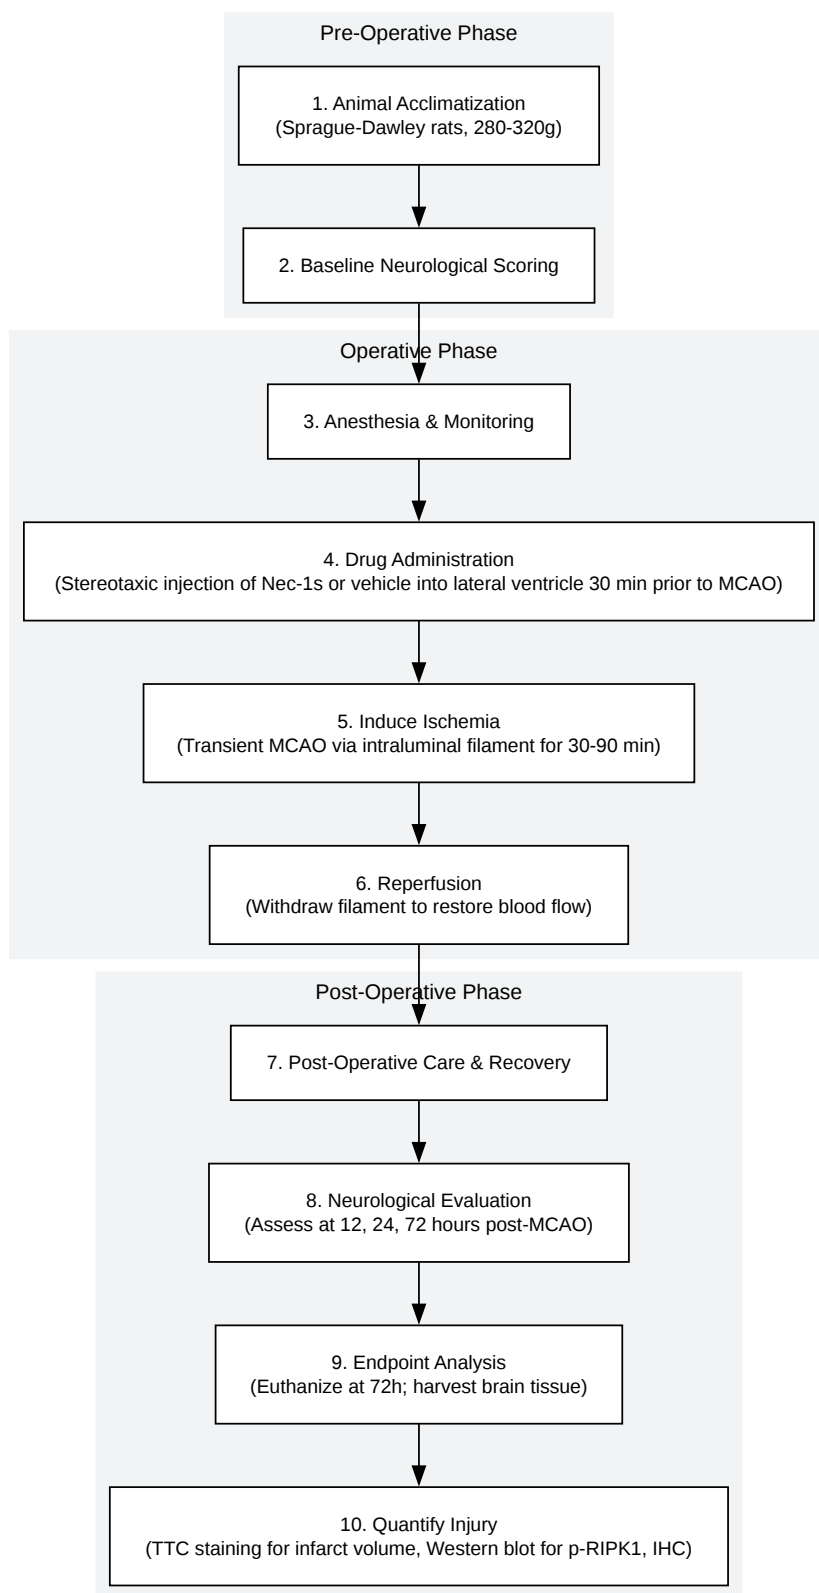 Pre-Operative Phase
1. Animal Acclimatization
(Sprague-Dawley rats, 280-320g)
2. Baseline Neurological Scoring
Operative Phase
3. Anesthesia & Monitoring
4. Drug Administration
(Stereotaxic injection of Nec-1s or vehicle into lateral ventricle 30 min prior to MCAO)
5. Induce Ischemia
(Transient MCAO via intraluminal filament for 30-90 min)
6. Reperfusion
(Withdraw filament to restore blood flow)
Post-Operative Phase
7. Post-Operative Care & Recovery
8. Neurological Evaluation
(Assess at 12, 24, 72 hours post-MCAO)
9. Endpoint Analysis
(Euthanize at 72h; harvest brain tissue)
10. Quantify Injury
(TTC staining for infarct volume, Western blot for p-RIPK1, IHC)